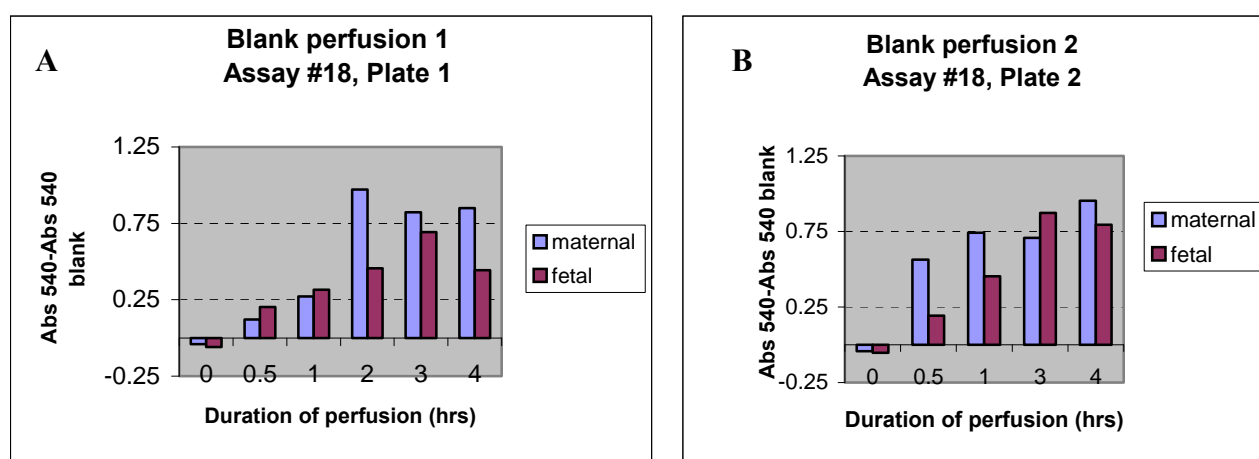 A
Blank perfusion 1
Assay #18, Plate 1
Abs 540-Abs 540
blank
1.25
0.75
0.25
-0.25
0 0.5 1 2 3 4
Duration of perfusion (hrs)
maternal
fetal
B
Blank perfusion 2
Assay #18, Plate 2
Abs 540-Abs 540 blank
1.25
0.75
0.25
-0.25
0 0.5 1 3 4
Duration of perfusion (hrs)
maternal
fetal